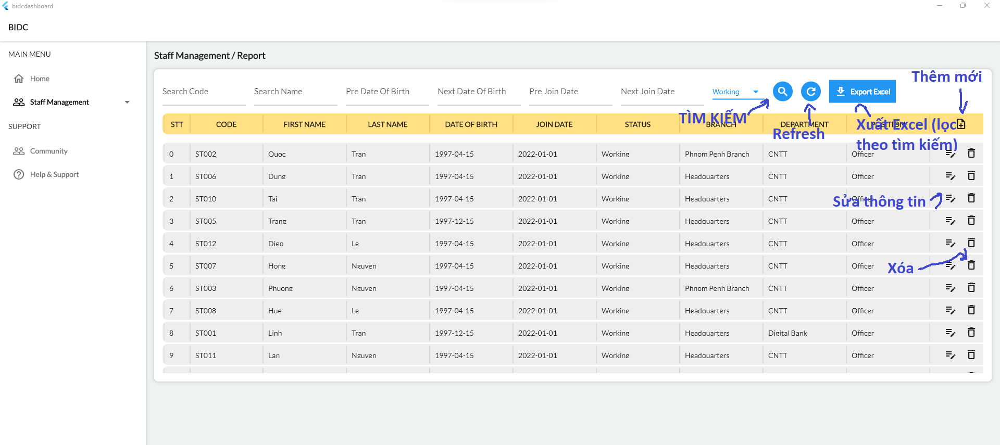 bidcdashboard
BIDC
MAIN MENU
Home
Staff Management
SUPPORT
Community
Help & Support
Staff Management / Report
Search Code Search Name Pre Date Of Birth Next Date Of Birth Pre Join Date Next Join Date Working Export Excel
Thêm mới
TÌM KIẾM
Refresh
Xuất Excel (lọc
theo tìm kiếm)
STT CODE FIRST NAME LAST NAME DATE OF BIRTH JOIN DATE STATUS BRANCH DEPARTMENT POSITION
0 ST002 Quoc Tran 1997-04-15 2022-01-01 Working Phnom Penh Branch CNTT Officer
1 ST006 Dung Tran 1997-04-15 2022-01-01 Working Headquarters CNTT Officer
2 ST010 Tai Tran 1997-04-15 2022-01-01 Working Headquarters CNTT Officer
Sửa thông tin
3 ST005 Trang Tran 1997-12-15 2022-01-01 Working Headquarters CNTT Officer
4 ST012 Diep Le 1997-04-15 2022-01-01 Working Headquarters CNTT Officer
5 ST007 Hong Nguyen 1997-04-15 2022-01-01 Working Headquarters CNTT Officer
Xóa
6 ST003 Phuong Nguyen 1997-04-15 2022-01-01 Working Phnom Penh Branch CNTT Officer
7 ST008 Hue Le 1997-04-15 2022-01-01 Working Headquarters CNTT Officer
8 ST001 Linh Tran 1997-12-15 2022-01-01 Working Headquarters Digital Bank Officer
9 ST011 Lan Nguyen 1997-04-15 2022-01-01 Working Headquarters CNTT Officer